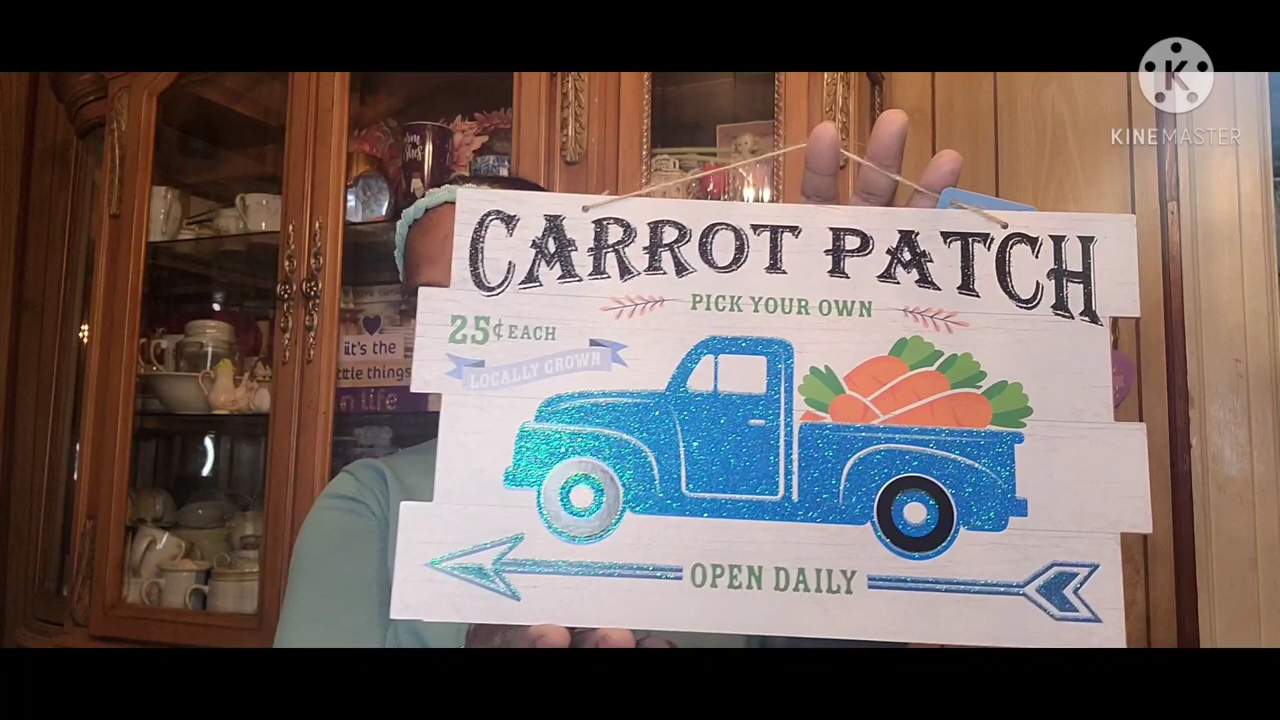 CARROT PATCH
PICK YOUR OWN
25¢ EACH
LOCALLY GROWN
OPEN DAILY
it's the
little things
in life
K
KINEMASTER